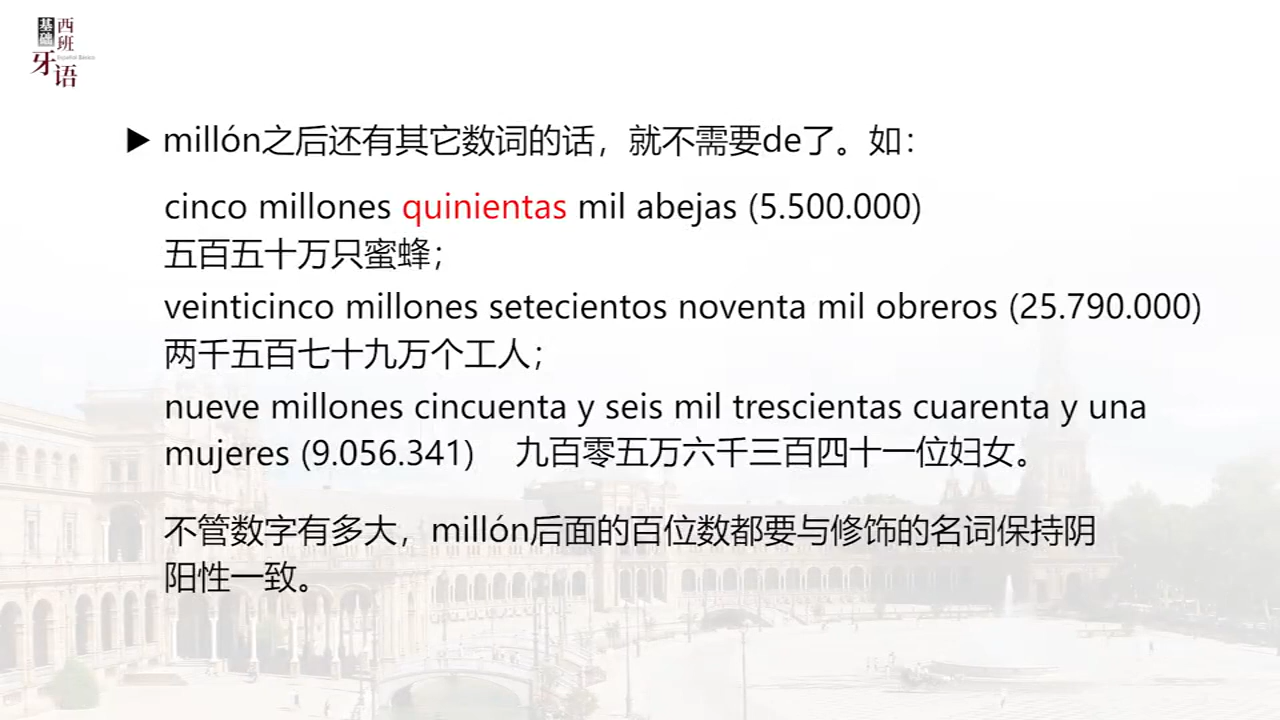 基础
西班
牙语
Español Básico
▶ millón之后还有其它数词的话，就不需要de了。如：
cinco millones quinientas mil abejas (5.500.000)
五百五十万只蜜蜂；
veinticinco millones setecientos noventa mil obreros (25.790.000)
两千五百七十九万个工人；
nueve millones cincuenta y seis mil trescientas cuarenta y una
mujeres (9.056.341) 九百零五万六千三百四十一位妇女。
不管数字有多大，millón后面的百位数都要与修饰的名词保持阴
阳性一致。